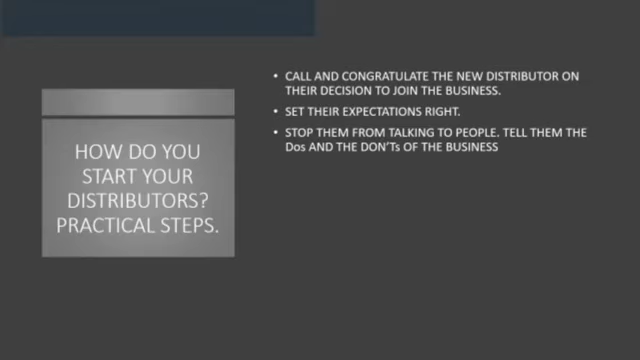 HOW DO YOU
START YOUR
DISTRIBUTORS?
PRACTICAL STEPS.
• CALL AND CONGRATULATE THE NEW DISTRIBUTOR ON
THEIR DECISION TO JOIN THE BUSINESS.
• SET THEIR EXPECTATIONS RIGHT.
• STOP THEM FROM TALKING TO PEOPLE. TELL THEM THE
Dos AND THE DON'Ts OF THE BUSINESS